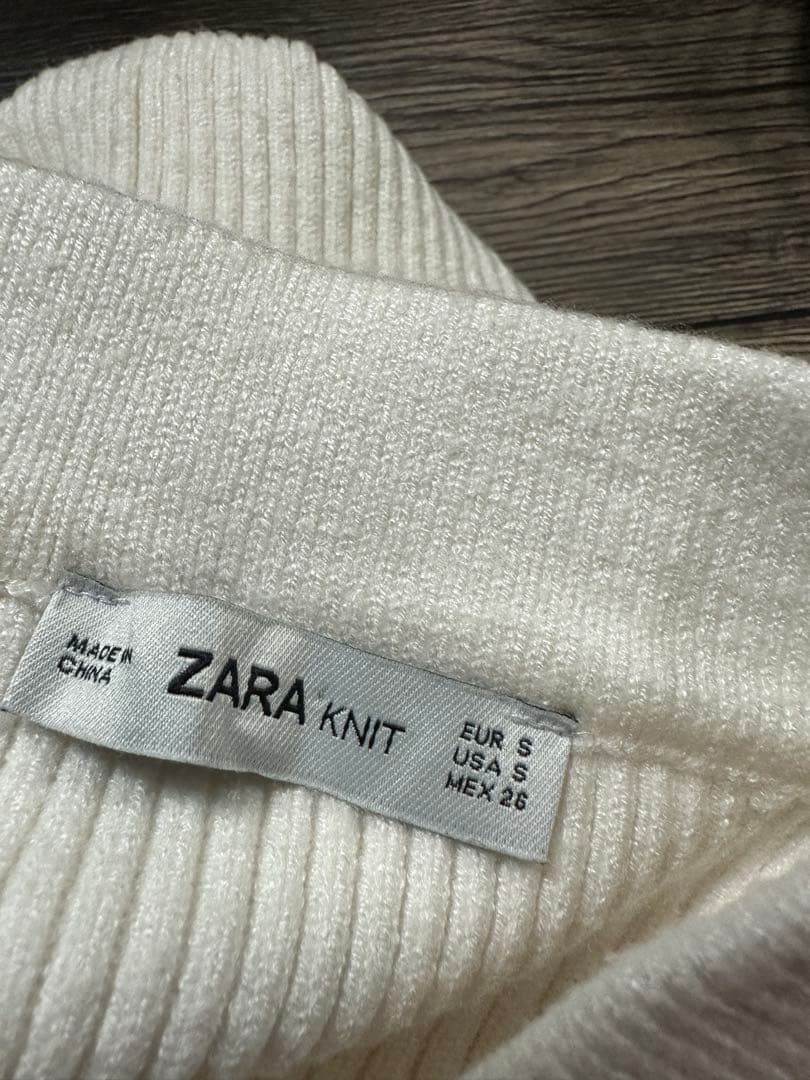 MADE IN
CHINA
ZARA KNIT
EUR S
USA S
MEX 26